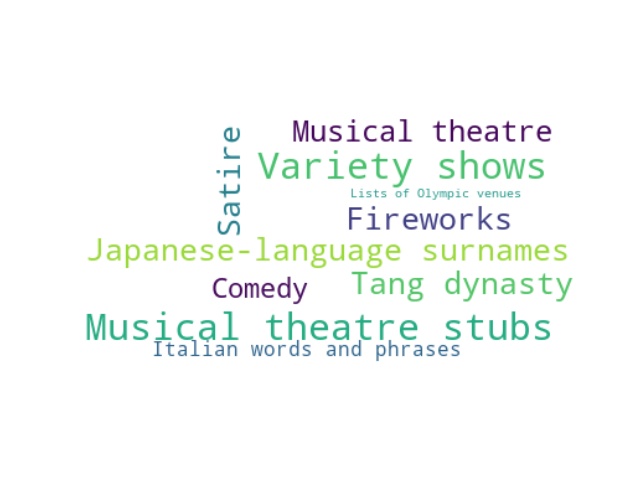 Musical theatre
Satire
Variety shows
Lists of Olympic venues
Fireworks
Japanese-language surnames
Tang dynasty
Comedy
Musical theatre stubs
Italian words and phrases